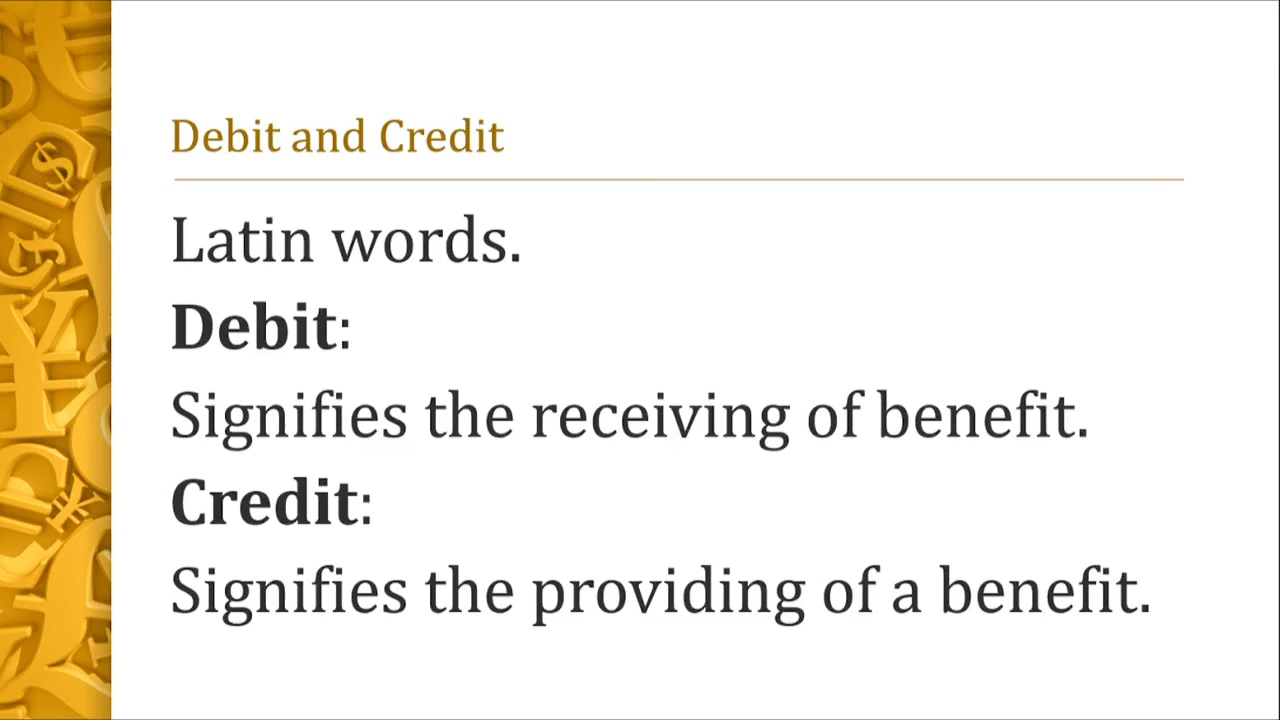 Debit and Credit
Latin words.
Debit:
Signifies the receiving of benefit.
Credit:
Signifies the providing of a benefit.